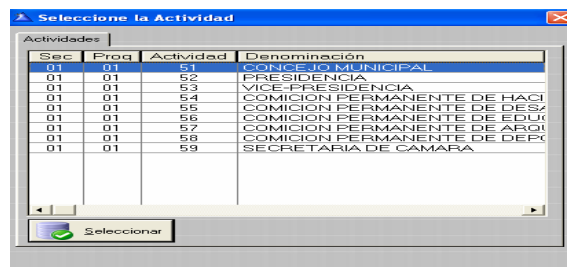 Seleccione la Actividad
Actividades
Sec Prog Actividad Denominación
01 01 51 CONCEJO MUNICIPAL
01 01 52 PRESIDENCIA
01 01 53 VICE-PRESIDENCIA
01 01 54 COMICION PERMANENTE DE HACI
01 01 55 COMICION PERMANENTE DE DESA
01 01 56 COMICION PERMANENTE DE EDUC
01 01 57 COMICION PERMANENTE DE ARQU
01 01 58 COMICION PERMANENTE DE DEPO
01 01 59 SECRETARIA DE CAMARA
Seleccionar